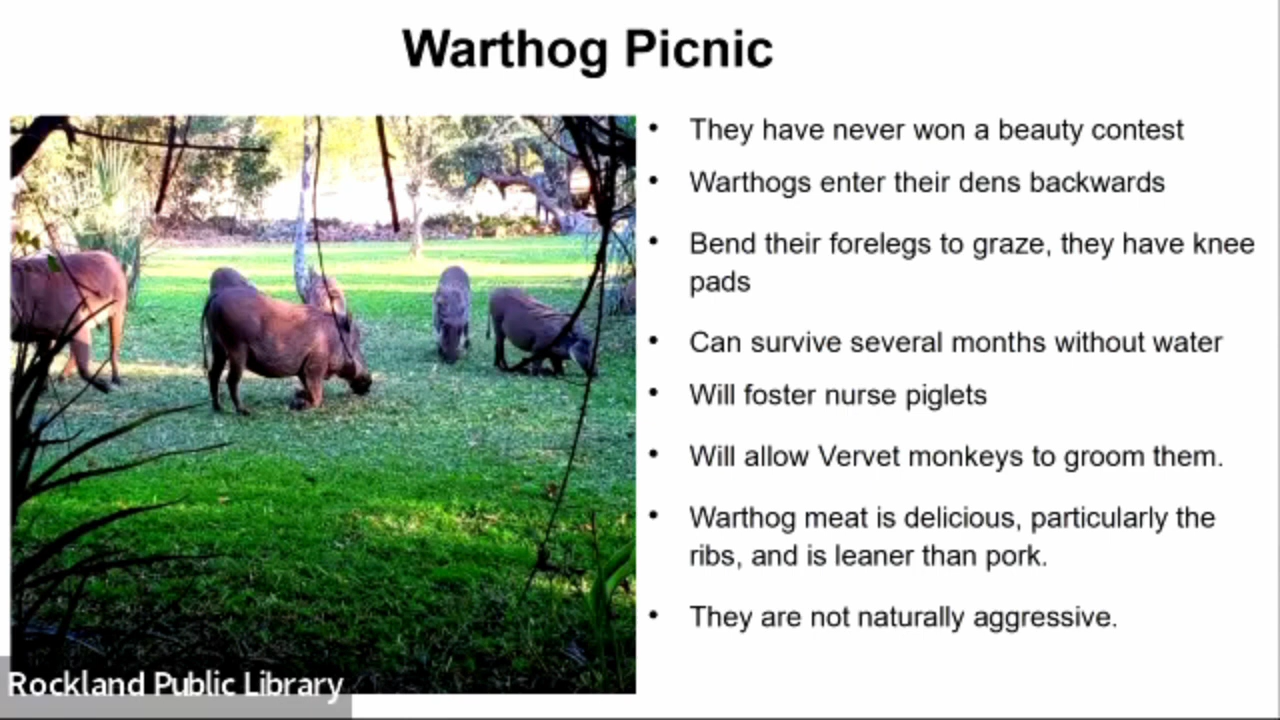 Warthog Picnic
• They have never won a beauty contest
• Warthogs enter their dens backwards
• Bend their forelegs to graze, they have knee
pads
• Can survive several months without water
• Will foster nurse piglets
• Will allow Vervet monkeys to groom them.
• Warthog meat is delicious, particularly the
ribs, and is leaner than pork.
• They are not naturally aggressive.
Rockland Public Library